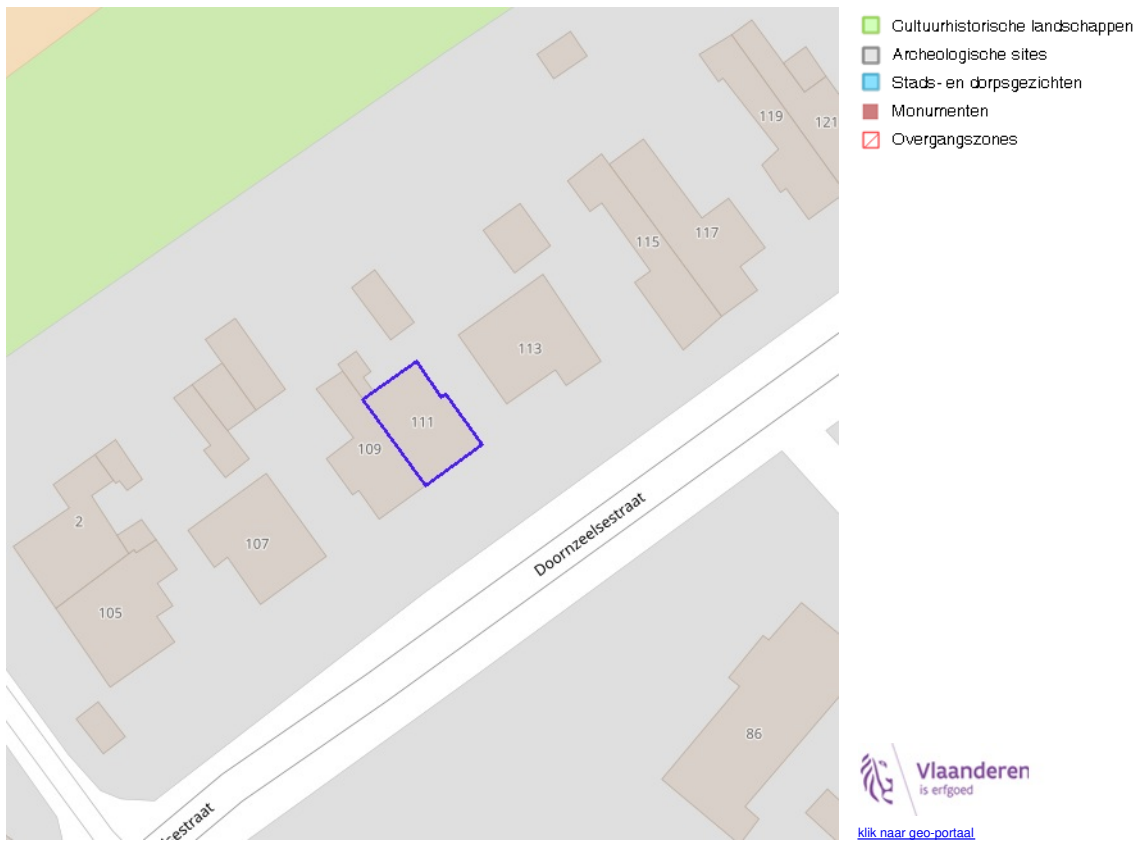 Cultuurhistorische landschappen
Archeologische sites
Stads- en dorpsgezichten
Monumenten
Overgangszones
119
121
115
117
113
111
109
2
107
105
Doornzeelsestraat
86
lsestraat
Vlaanderen
is erfgoed
klik naar geo-portaal